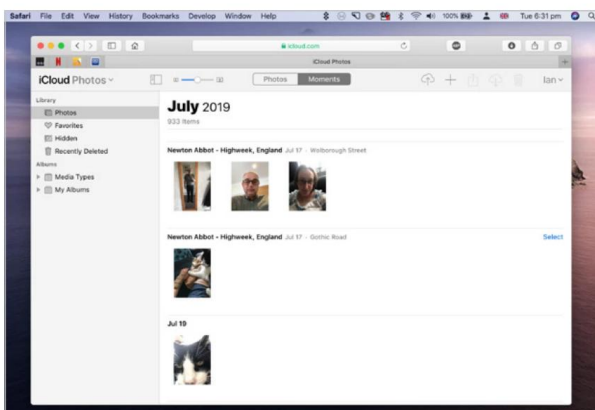 Safari File Edit View History Bookmarks Develop Window Help 100% Tue 6:31 pm
icloud.com
iCloud Photos
iCloud Photos Photos Moments Ian
Library
Photos
Favorites
Hidden
Recently Deleted
Albums
Media Types
My Albums
July 2019
933 Items
Newton Abbot - Highweek, England Jul 17 · Wolborough Street
Newton Abbot - Highweek, England Jul 17 · Gothic Road Select
Jul 19